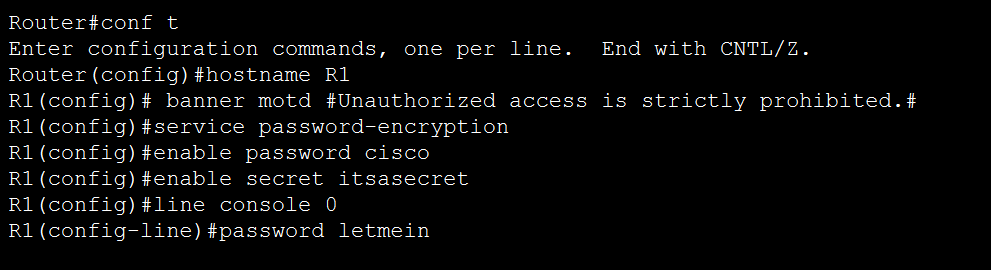 Router#conf t
Enter configuration commands, one per line.  End with CNTL/Z.
Router(config)#hostname R1
R1(config)# banner motd #Unauthorized access is strictly prohibited.#
R1(config)#service password-encryption
R1(config)#enable password cisco
R1(config)#enable secret itsasecret
R1(config)#line console 0
R1(config-line)#password letmein